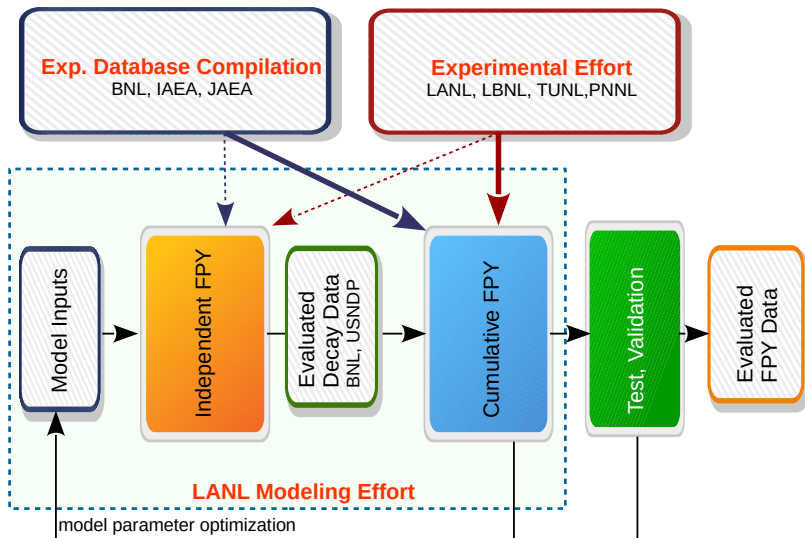 Exp. Database Compilation
BNL, IAEA, JAEA
Experimental Effort
LANL, LBNL, TUNL,PNNL
Model Inputs
Independent FPY
Evaluated
Decay Data
BNL, USNDP
Cumulative FPY
Test, Validation
Evaluated
FPY Data
LANL Modeling Effort
model parameter optimization